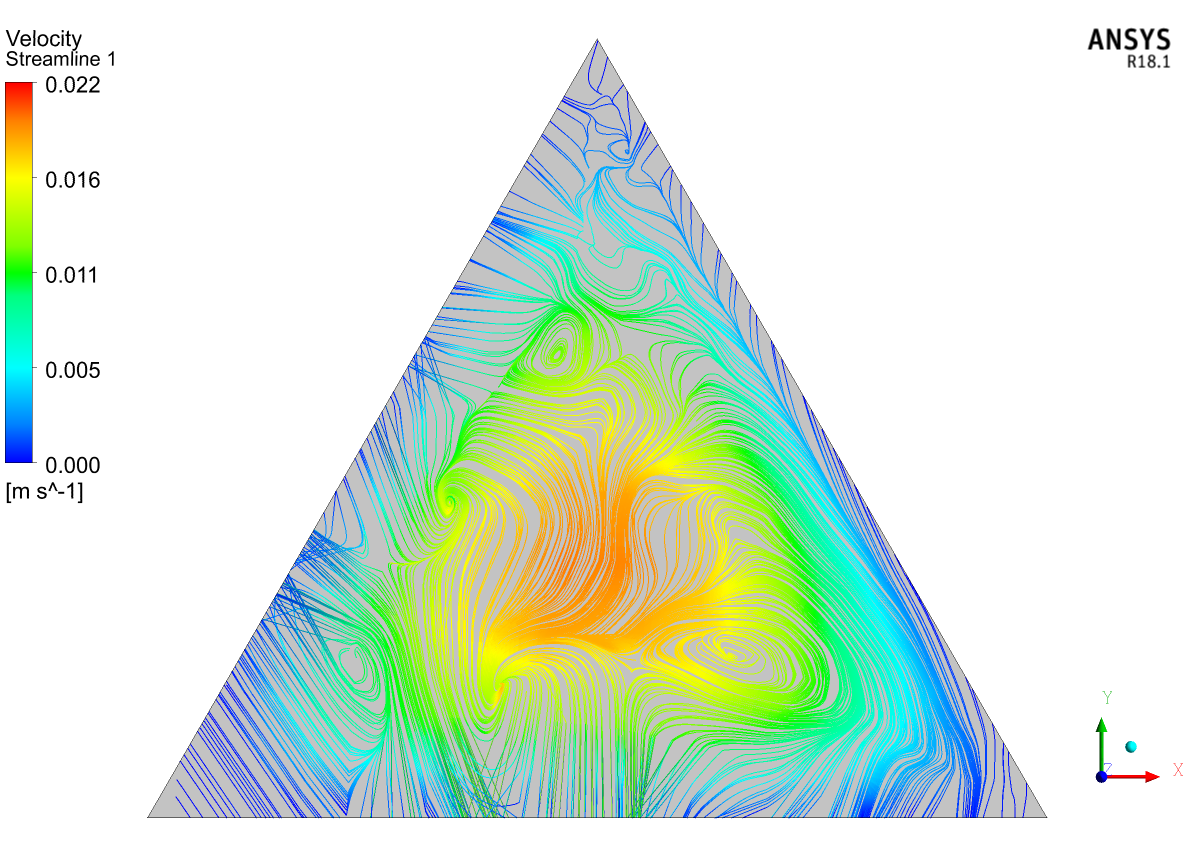 Velocity
Streamline 1
0.022
0.016
0.011
0.005
0.000
[m s^-1]
ANSYS
R18.1
Y
Z
X